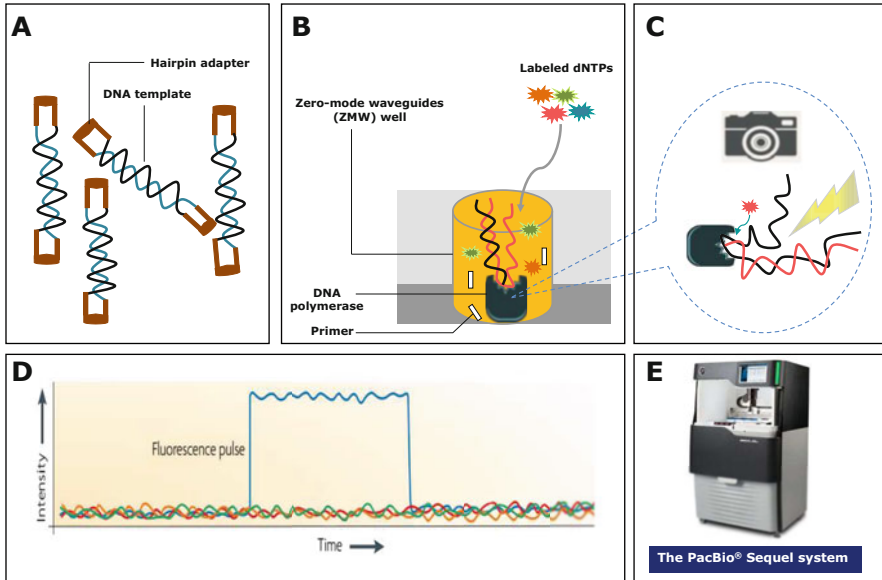 A
Hairpin adapter
DNA template
B
Labeled dNTPs
Zero-mode waveguides
(ZMW) well
DNA
polymerase
Primer
C
D
Intensity
Fluorescence pulse
Time
E
The PacBio® Sequel system